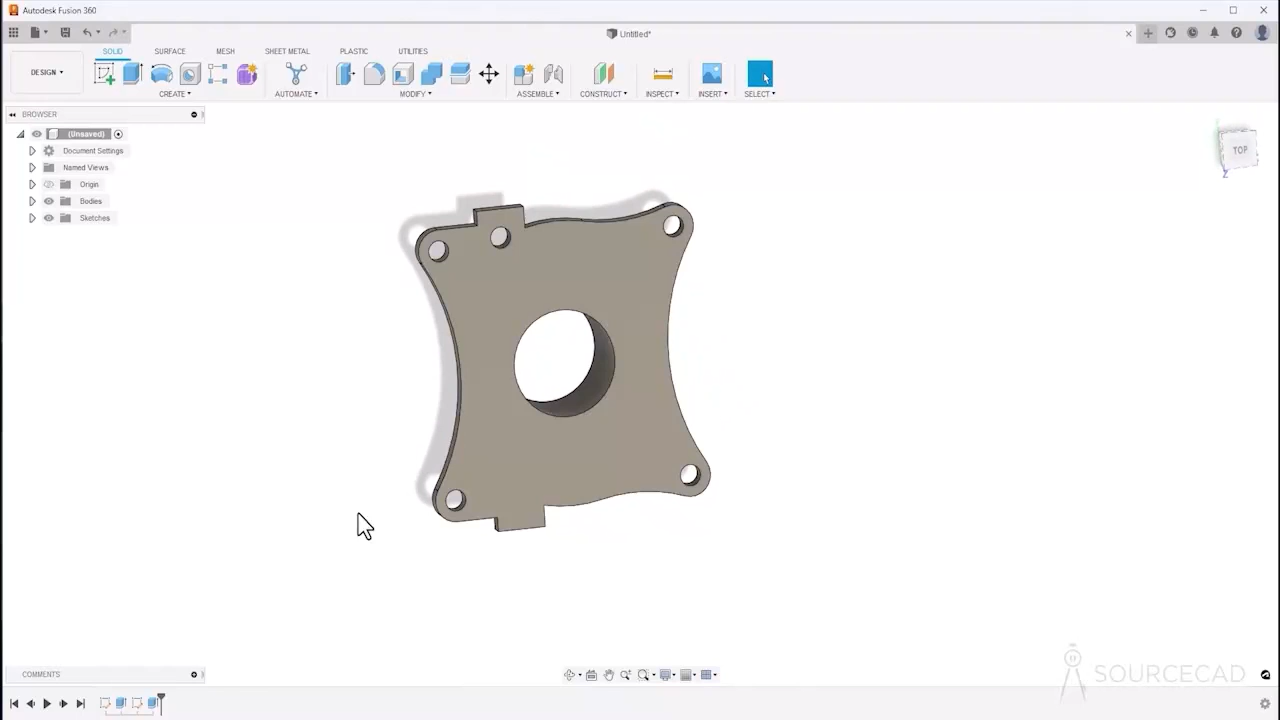 Autodesk Fusion 360
Untitled*
SOLID SURFACE MESH SHEET METAL PLASTIC UTILITIES
DESIGN
CREATE AUTOMATE MODIFY ASSEMBLE CONSTRUCT INSPECT INSERT SELECT
BROWSER
(Unsaved)
Document Settings
Named Views
Origin
Bodies
Sketches
TOP
Z
COMMENTS
SOURCECAD